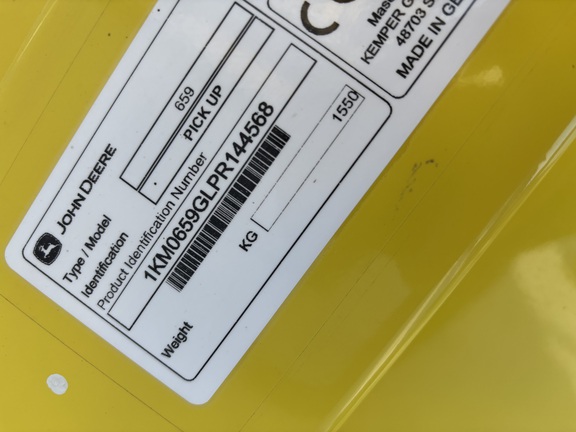 JOHN DEERE
Type / Model
659
Identification
PICK UP
Product Identification Number
1KM0659GLPR144568
Weight
KG
1550
CE
KEMPER G
48703 S
MADE IN GE